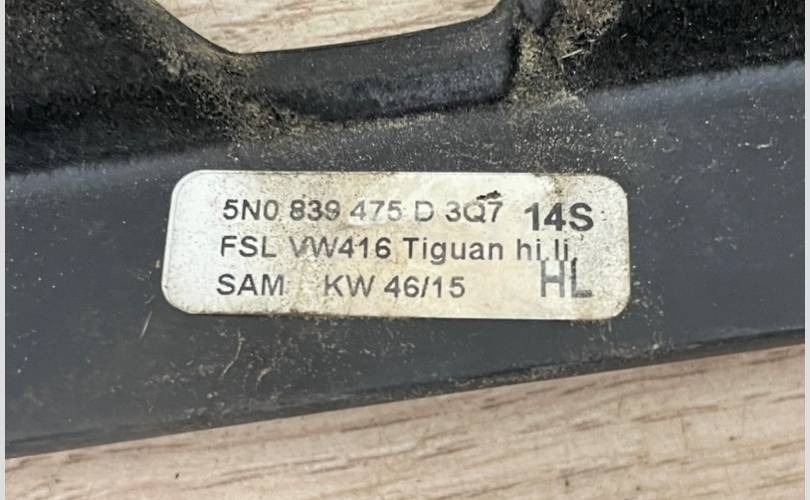 5N0 839 475 D 3Q7 14S
FSL VW416 Tiguan hi.li.
SAM KW 46/15 HL